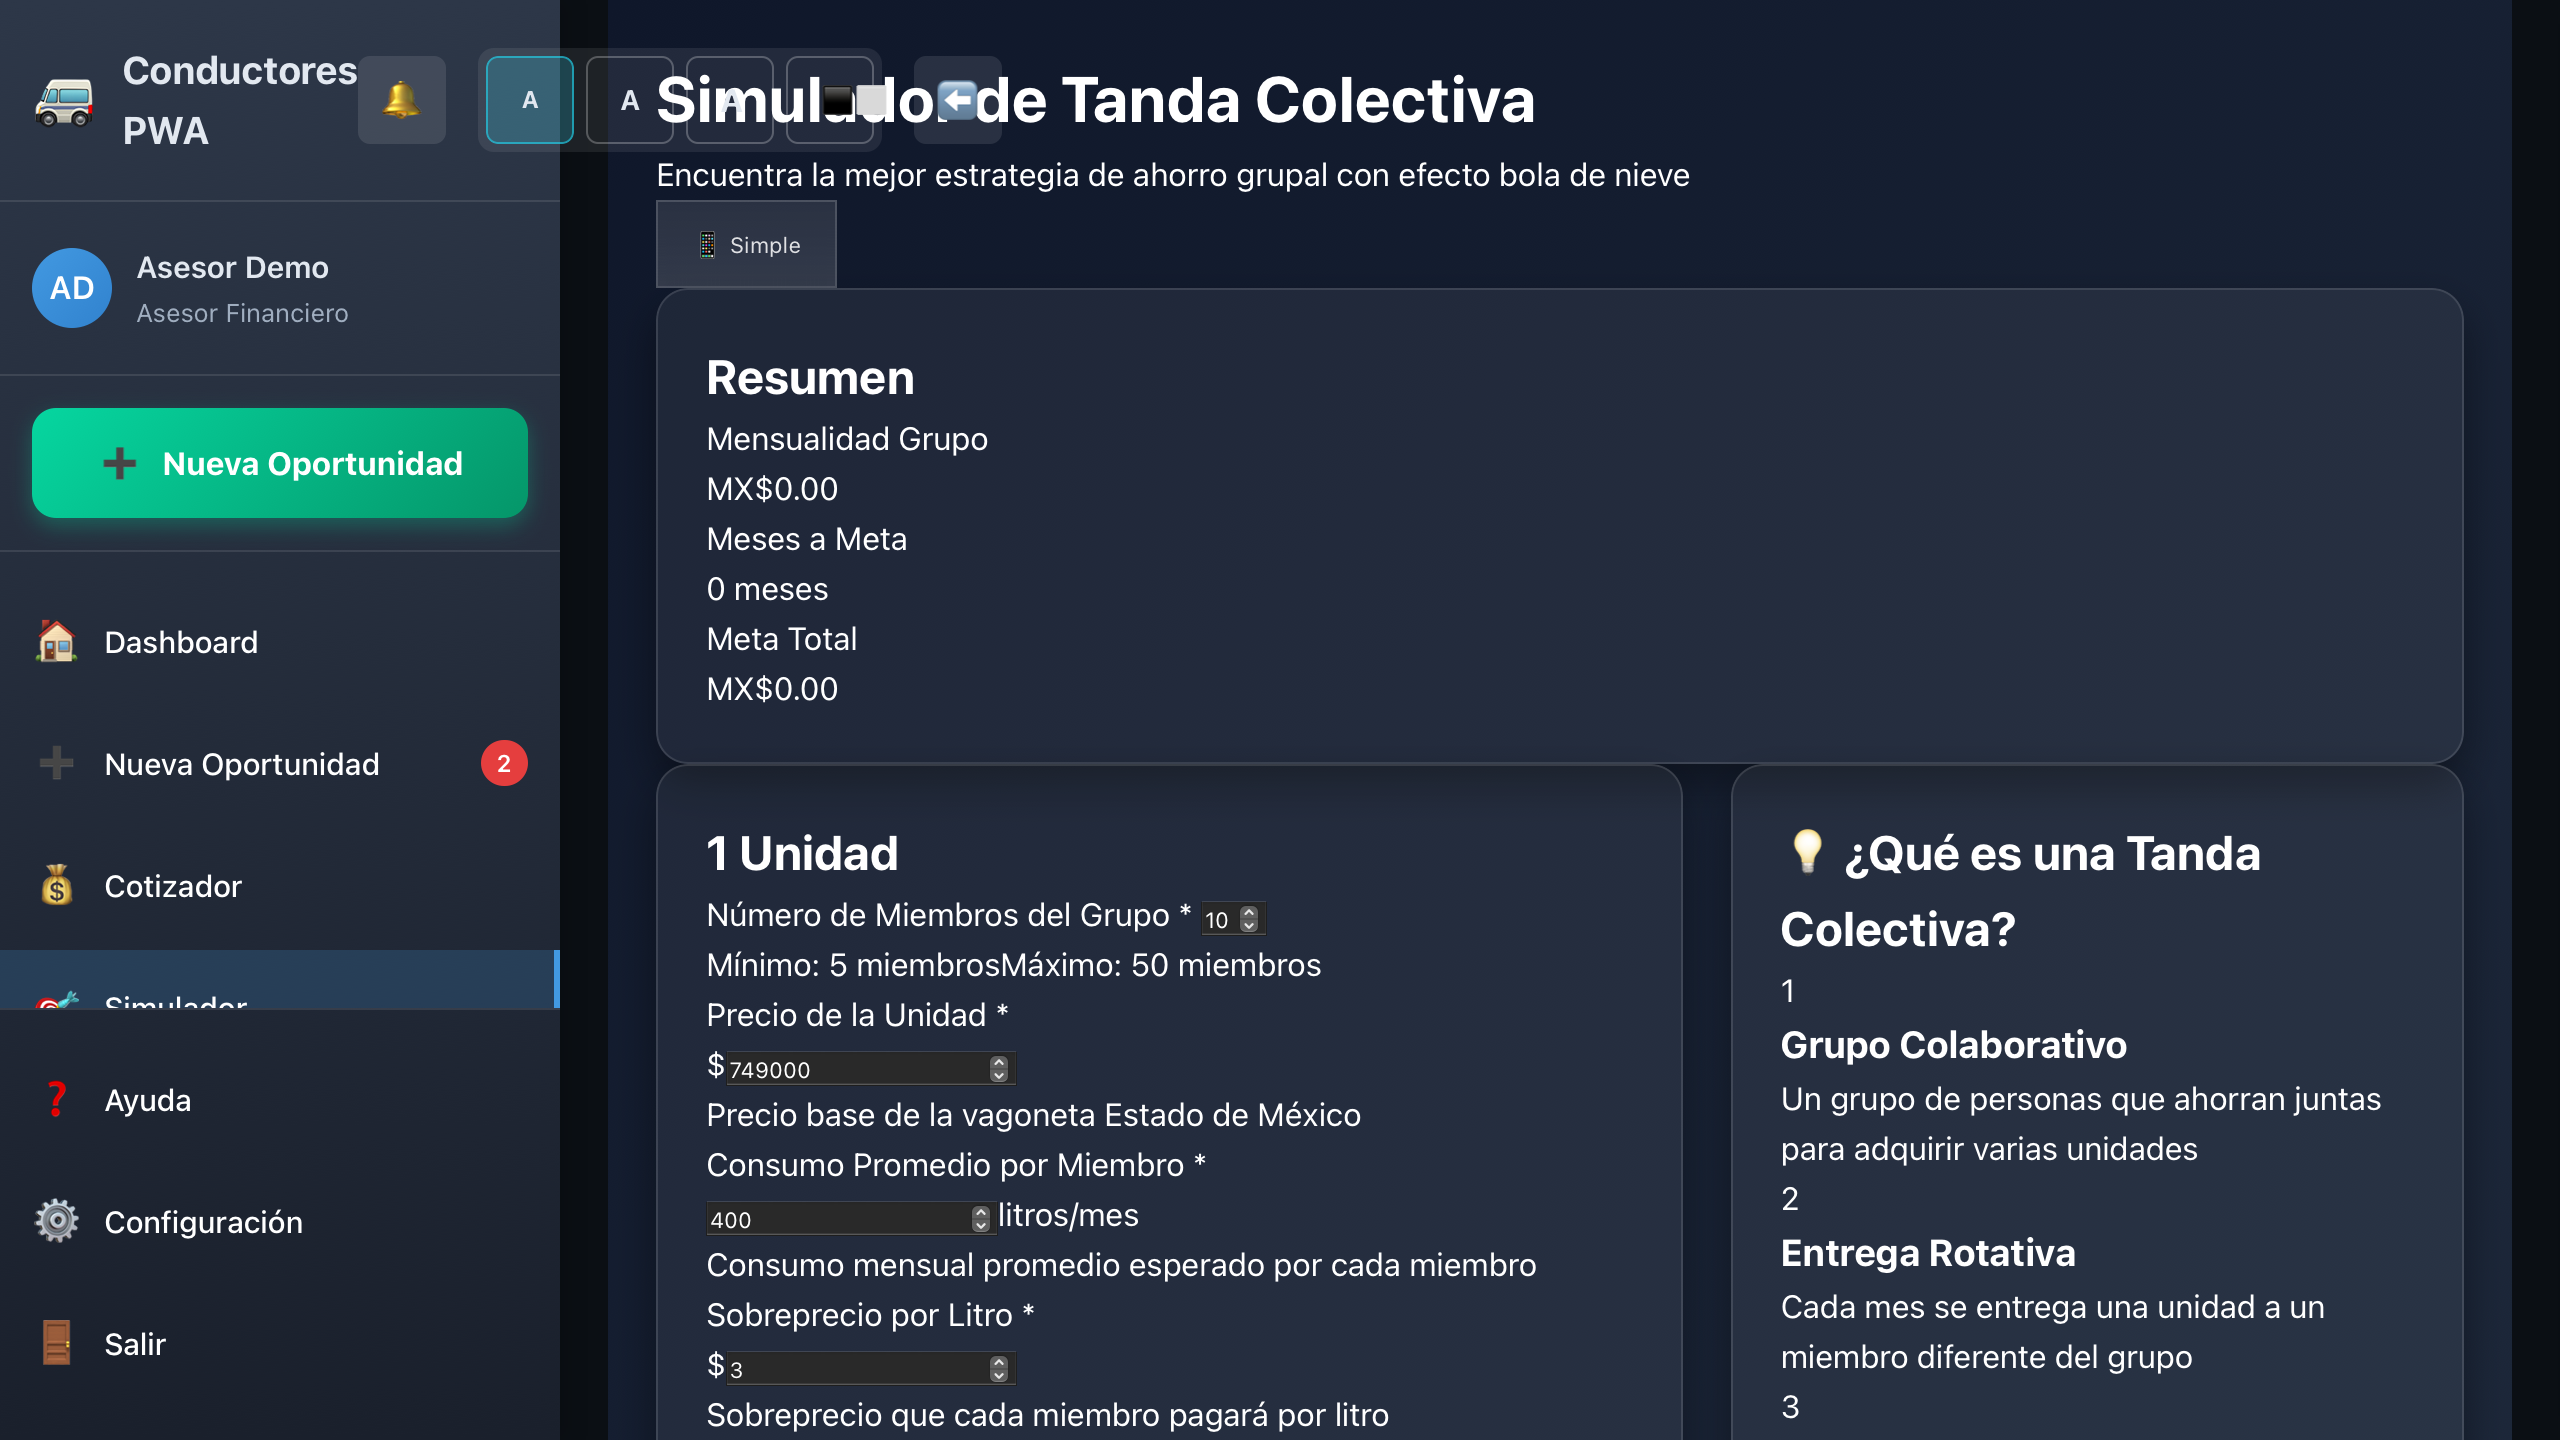 Conductores
PWA
A
A
A
Simulador de Tanda Colectiva
Encuentra la mejor estrategia de ahorro grupal con efecto bola de nieve
Simple
AD
Asesor Demo
Asesor Financiero
Nueva Oportunidad
Dashboard
Nueva Oportunidad
2
Cotizador
Simulador
Ayuda
Configuración
Salir
Resumen
Mensualidad Grupo
MX$0.00
Meses a Meta
0 meses
Meta Total
MX$0.00
1 Unidad
Número de Miembros del Grupo * 10
Mínimo: 5 miembrosMáximo: 50 miembros
Precio de la Unidad *
$ 749000
Precio base de la vagoneta Estado de México
Consumo Promedio por Miembro *
400 litros/mes
Consumo mensual promedio esperado por cada miembro
Sobreprecio por Litro *
$ 3
Sobreprecio que cada miembro pagará por litro
¿Qué es una Tanda
Colectiva?
1
Grupo Colaborativo
Un grupo de personas que ahorran juntas
para adquirir varias unidades
2
Entrega Rotativa
Cada mes se entrega una unidad a un
miembro diferente del grupo
3